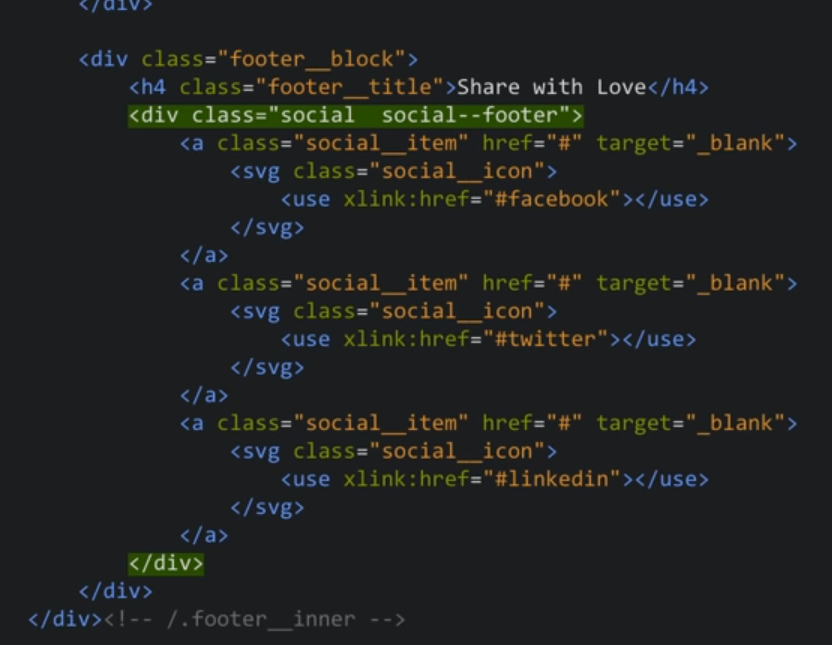 </div>
<div class="footer__block">
<h4 class="footer__title">Share with Love</h4>
<div class="social  social--footer">
<a class="social__item" href="#" target="_blank">
<svg class="social__icon">
<use xlink:href="#facebook"></use>
</svg>
</a>
<a class="social__item" href="#" target="_blank">
<svg class="social__icon">
<use xlink:href="#twitter"></use>
</svg>
</a>
<a class="social__item" href="#" target="_blank">
<svg class="social__icon">
<use xlink:href="#linkedin"></use>
</svg>
</a>
</div>
</div>
</div><!-- /.footer__inner -->